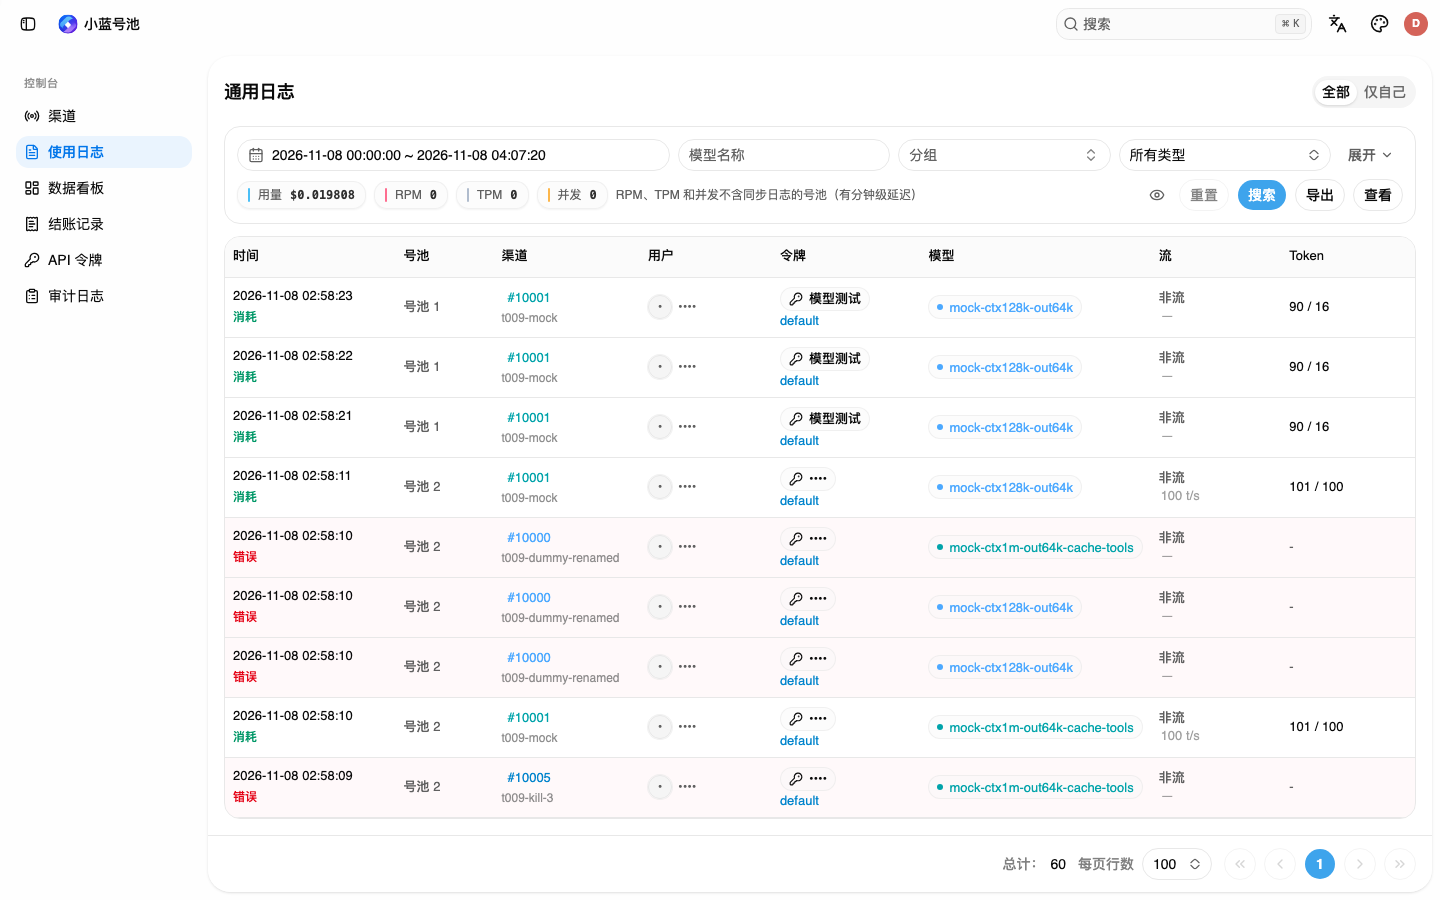 小蓝号池
搜索
⌘ K
D
控制台
渠道
使用日志
数据看板
结账记录
API 令牌
审计日志
通用日志
全部 仅自己
2026-11-08 00:00:00 ~ 2026-11-08 04:07:20
模型名称
分组
所有类型
展开
用量 $0.019808
RPM 0
TPM 0
并发 0
RPM、TPM 和并发不含同步日志的号池（有分钟级延迟）
重置
搜索
导出
查看
时间 号池 渠道 用户 令牌 模型 流 Token
2026-11-08 02:58:23 号池 1 #10001 •••• 模型测试 mock-ctx128k-out64k 非流 90 / 16
消耗 t009-mock default —
2026-11-08 02:58:22 号池 1 #10001 •••• 模型测试 mock-ctx128k-out64k 非流 90 / 16
消耗 t009-mock default —
2026-11-08 02:58:21 号池 1 #10001 •••• 模型测试 mock-ctx128k-out64k 非流 90 / 16
消耗 t009-mock default —
2026-11-08 02:58:11 号池 2 #10001 •••• •••• mock-ctx128k-out64k 非流 101 / 100
消耗 t009-mock default 100 t/s
2026-11-08 02:58:10 号池 2 #10000 •••• •••• mock-ctx1m-out64k-cache-tools 非流 -
错误 t009-dummy-renamed default —
2026-11-08 02:58:10 号池 2 #10000 •••• •••• mock-ctx128k-out64k 非流 -
错误 t009-dummy-renamed default —
2026-11-08 02:58:10 号池 2 #10000 •••• •••• mock-ctx128k-out64k 非流 -
错误 t009-dummy-renamed default —
2026-11-08 02:58:10 号池 2 #10001 •••• •••• mock-ctx1m-out64k-cache-tools 非流 101 / 100
消耗 t009-mock default 100 t/s
2026-11-08 02:58:09 号池 2 #10005 •••• •••• mock-ctx1m-out64k-cache-tools 非流 -
错误 t009-kill-3 default —
总计： 60 每页行数 100 « ‹ 1 › »